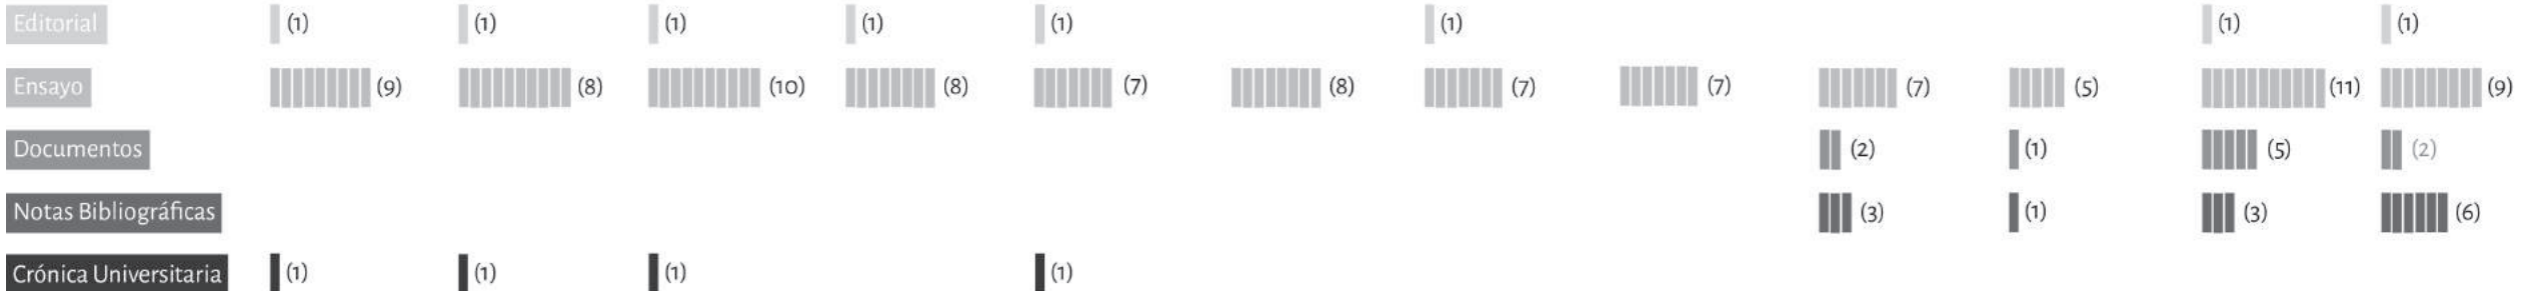 Editorial (1) (1) (1) (1) (1) (1) (1) (1)
Ensayo (9) (8) (10) (8) (7) (8) (7) (7) (7) (5) (11) (9)
Documentos (2) (1) (5) (2)
Notas Bibliográficas (3) (1) (3) (6)
Crónica Universitaria (1) (1) (1) (1)